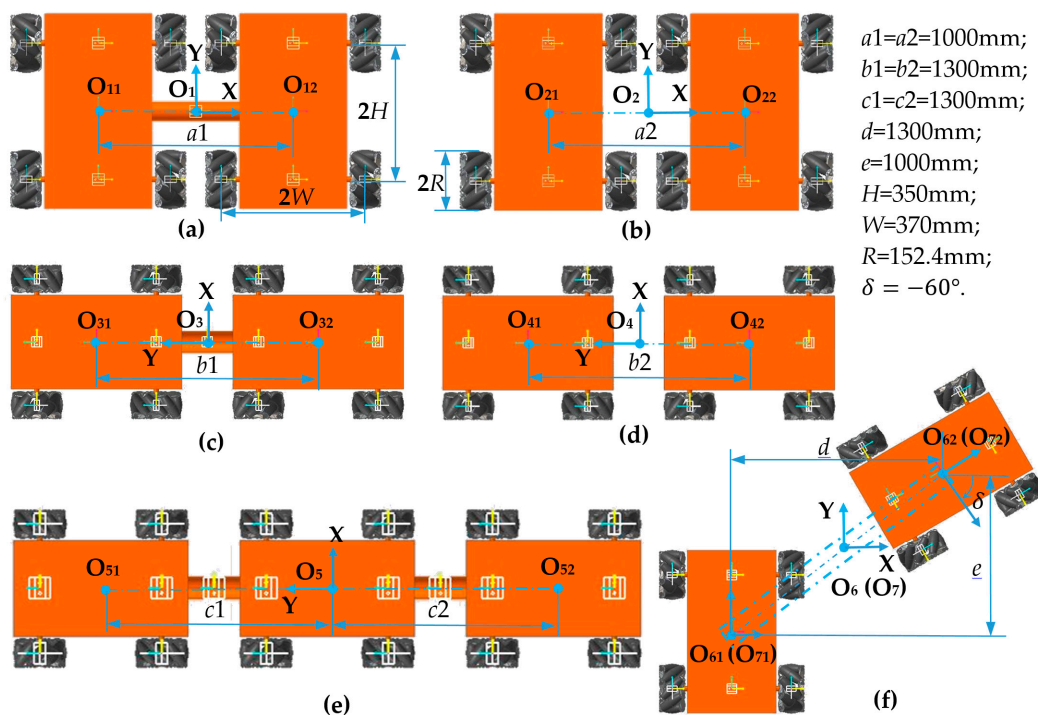 Y
O₁
O₁₁
O₁₂
X
a1
2H
2W
(a)
Y
O₂₁
O₂
X
O₂₂
a2
2R
(b)
a1=a2=1000mm;
b1=b2=1300mm;
c1=c2=1300mm;
d=1300mm;
e=1000mm;
H=350mm;
W=370mm;
R=152.4mm;
δ = −60°.
X
O₃₁
O₃
O₃₂
Y
b1
(c)
X
O₄₁
O₄
O₄₂
Y
b2
(d)
X
O₅₁
O₅
O₅₂
Y
c1
c2
(e)
d
O₆₂ (O₇₂)
δ
Y
X
e
O₆ (O₇)
O₆₁ (O₇₁)
(f)